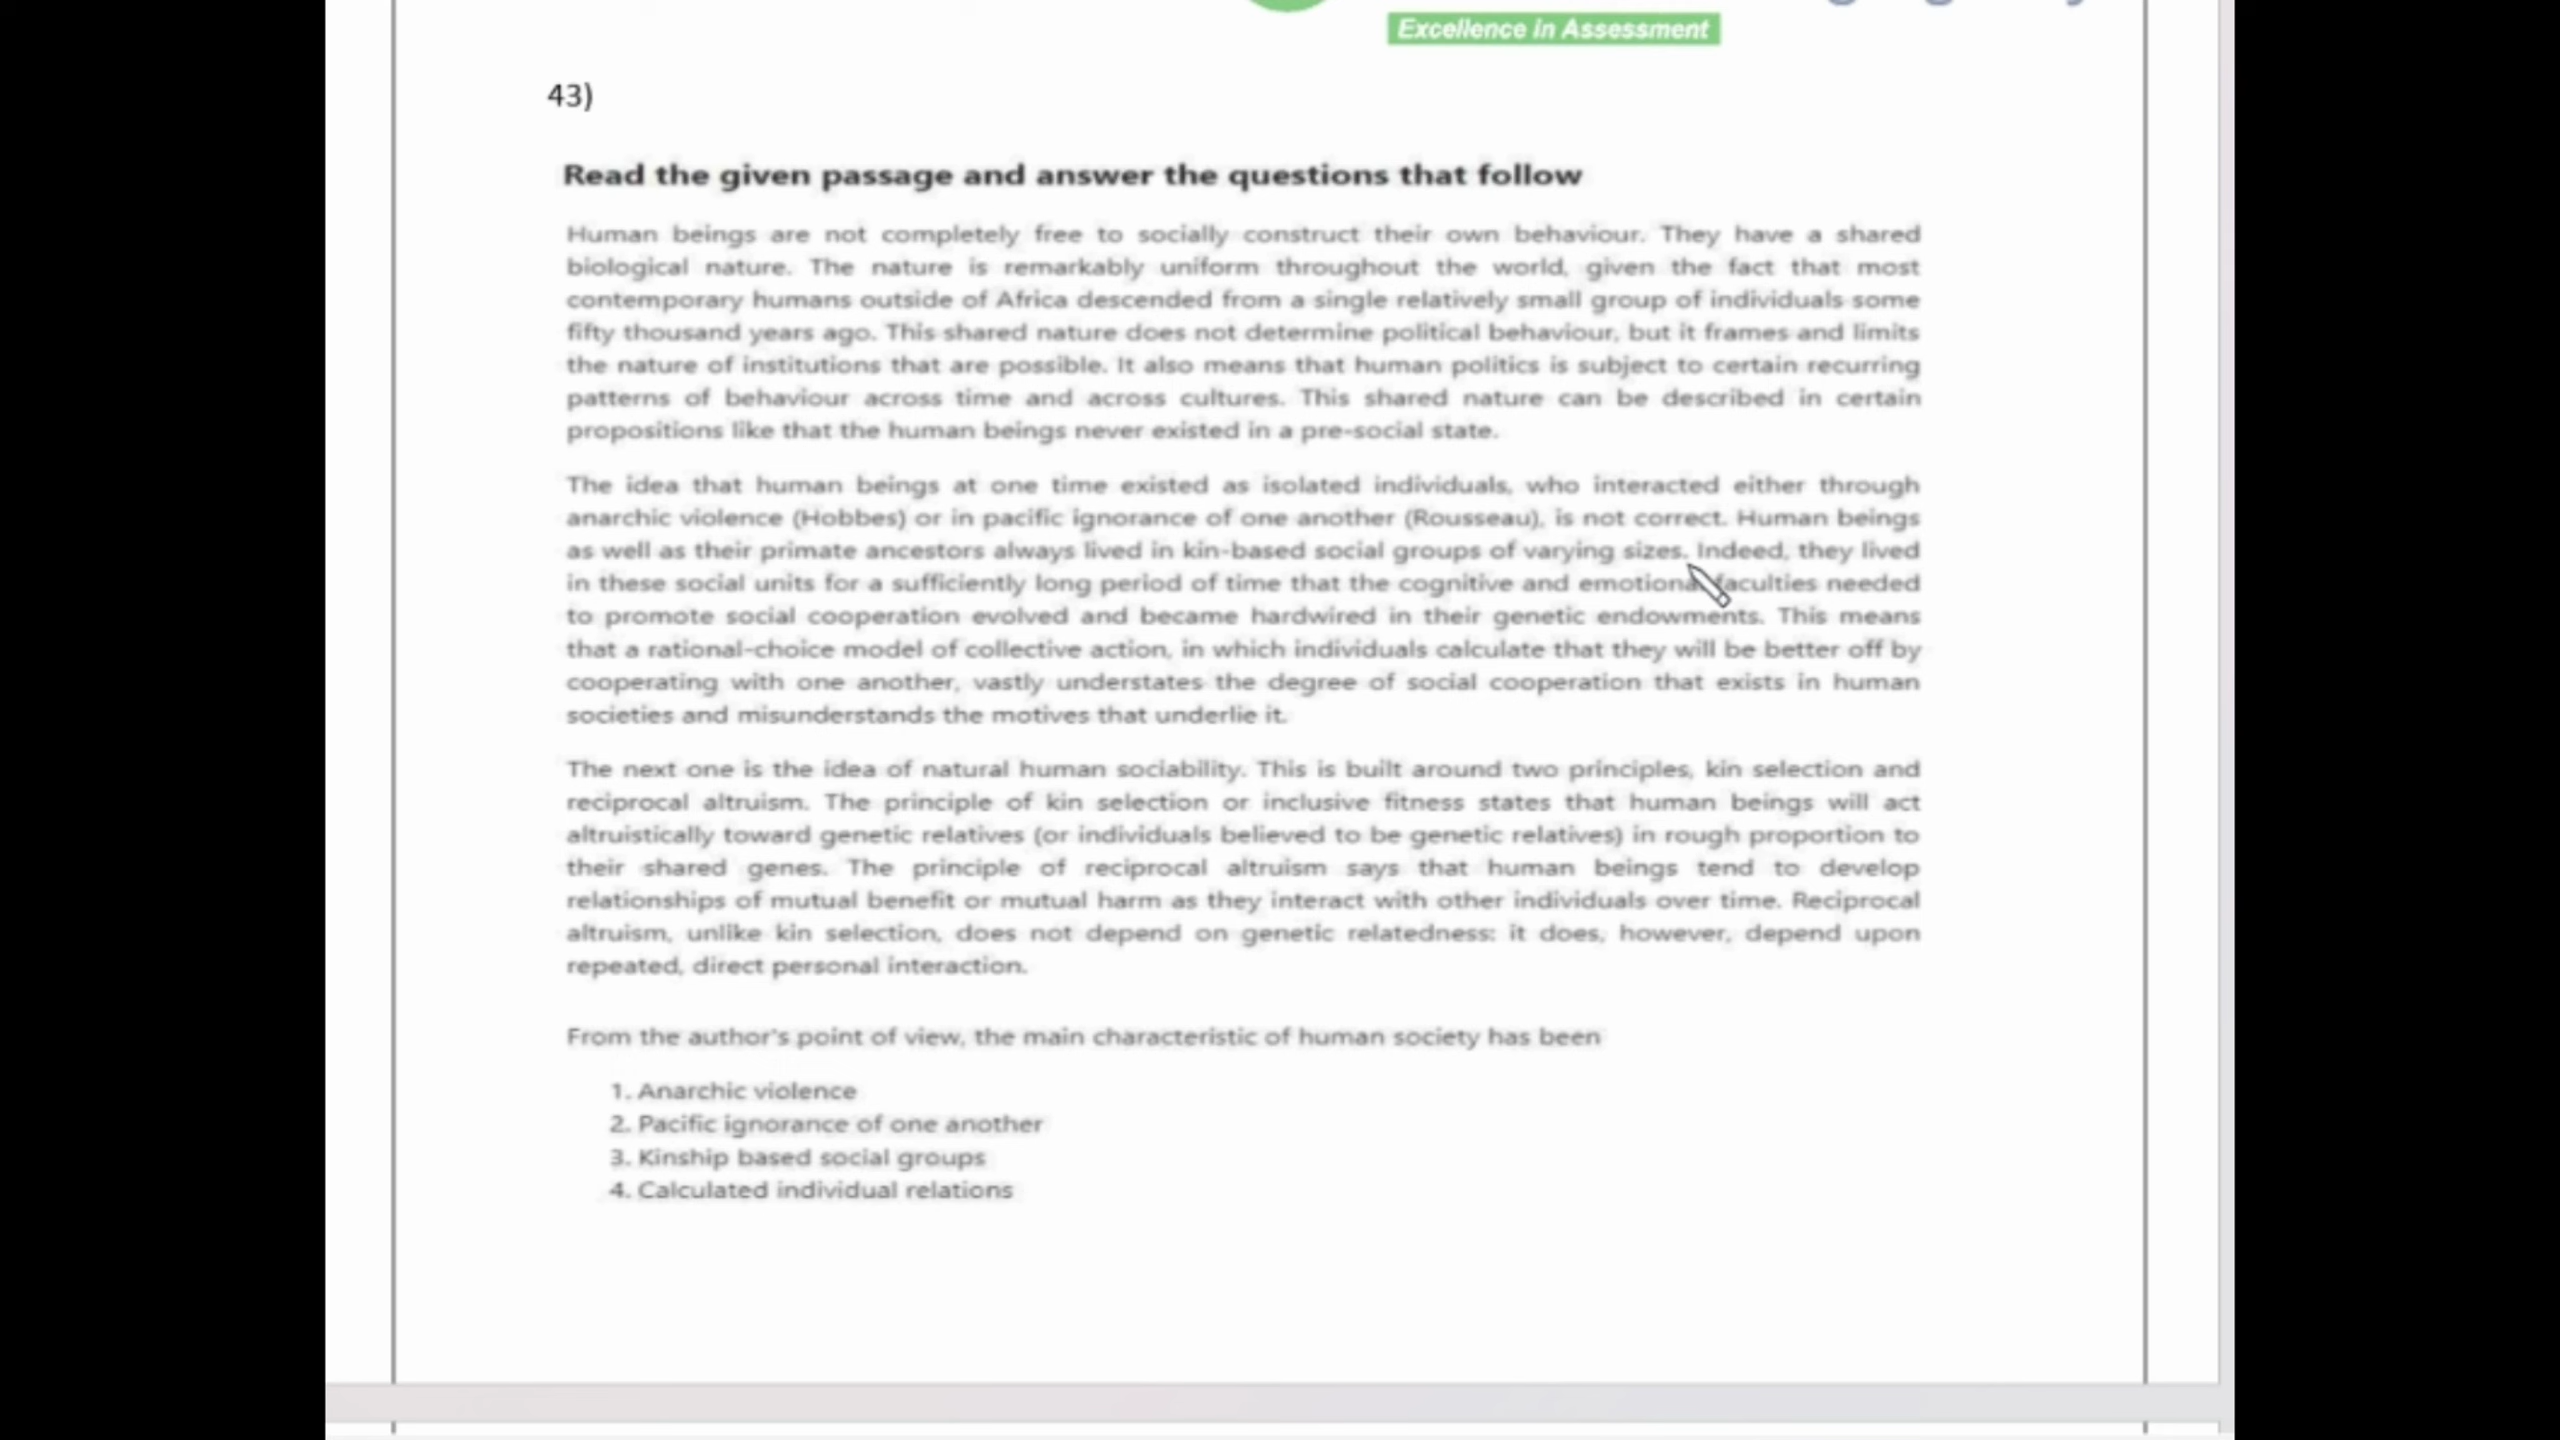 Excellence in Assessment
43)
Read the given passage and answer the questions that follow
Human beings are not completely free to socially construct their own behaviour. They have a shared
biological nature. The nature is remarkably uniform throughout the world, given the fact that most
contemporary humans outside of Africa descended from a single relatively small group of individuals some
fifty thousand years ago. This shared nature does not determine political behaviour, but it frames and limits
the nature of institutions that are possible. It also means that human politics is subject to certain recurring
patterns of behaviour across time and across cultures. This shared nature can be described in certain
propositions like that the human beings never existed in a pre-social state.
The idea that human beings at one time existed as isolated individuals, who interacted either through
anarchic violence (Hobbes) or in pacific ignorance of one another (Rousseau), is not correct. Human beings
as well as their primate ancestors always lived in kin-based social groups of varying sizes. Indeed, they lived
in these social units for a sufficiently long period of time that the cognitive and emotional faculties needed
to promote social cooperation evolved and became hardwired in their genetic endowments. This means
that a rational-choice model of collective action, in which individuals calculate that they will be better off by
cooperating with one another, vastly understates the degree of social cooperation that exists in human
societies and misunderstands the motives that underlie it.
The next one is the idea of natural human sociability. This is built around two principles, kin selection and
reciprocal altruism. The principle of kin selection or inclusive fitness states that human beings will act
altruistically toward genetic relatives (or individuals believed to be genetic relatives) in rough proportion to
their shared genes. The principle of reciprocal altruism says that human beings tend to develop
relationships of mutual benefit or mutual harm as they interact with other individuals over time. Reciprocal
altruism, unlike kin selection, does not depend on genetic relatedness: it does, however, depend upon
repeated, direct personal interaction.
From the author's point of view, the main characteristic of human society has been
1. Anarchic violence
2. Pacific ignorance of one another
3. Kinship based social groups
4. Calculated individual relations